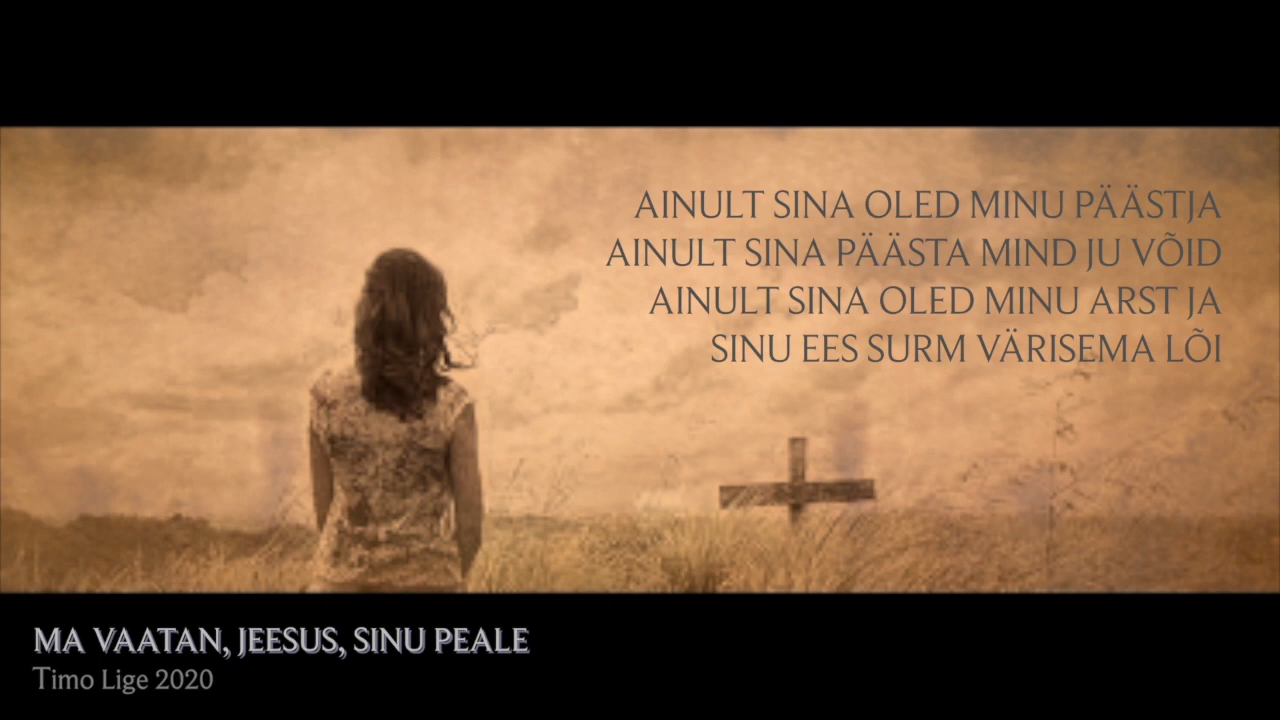 AINULT SINA OLED MINU PÄÄSTJA
AINULT SINA PÄÄSTA MIND JU VÕID
AINULT SINA OLED MINU ARST JA
SINU EES SURM VÄRISEMA LÕI
MA VAATAN, JEESUS, SINU PEALE
Timo Lige 2020